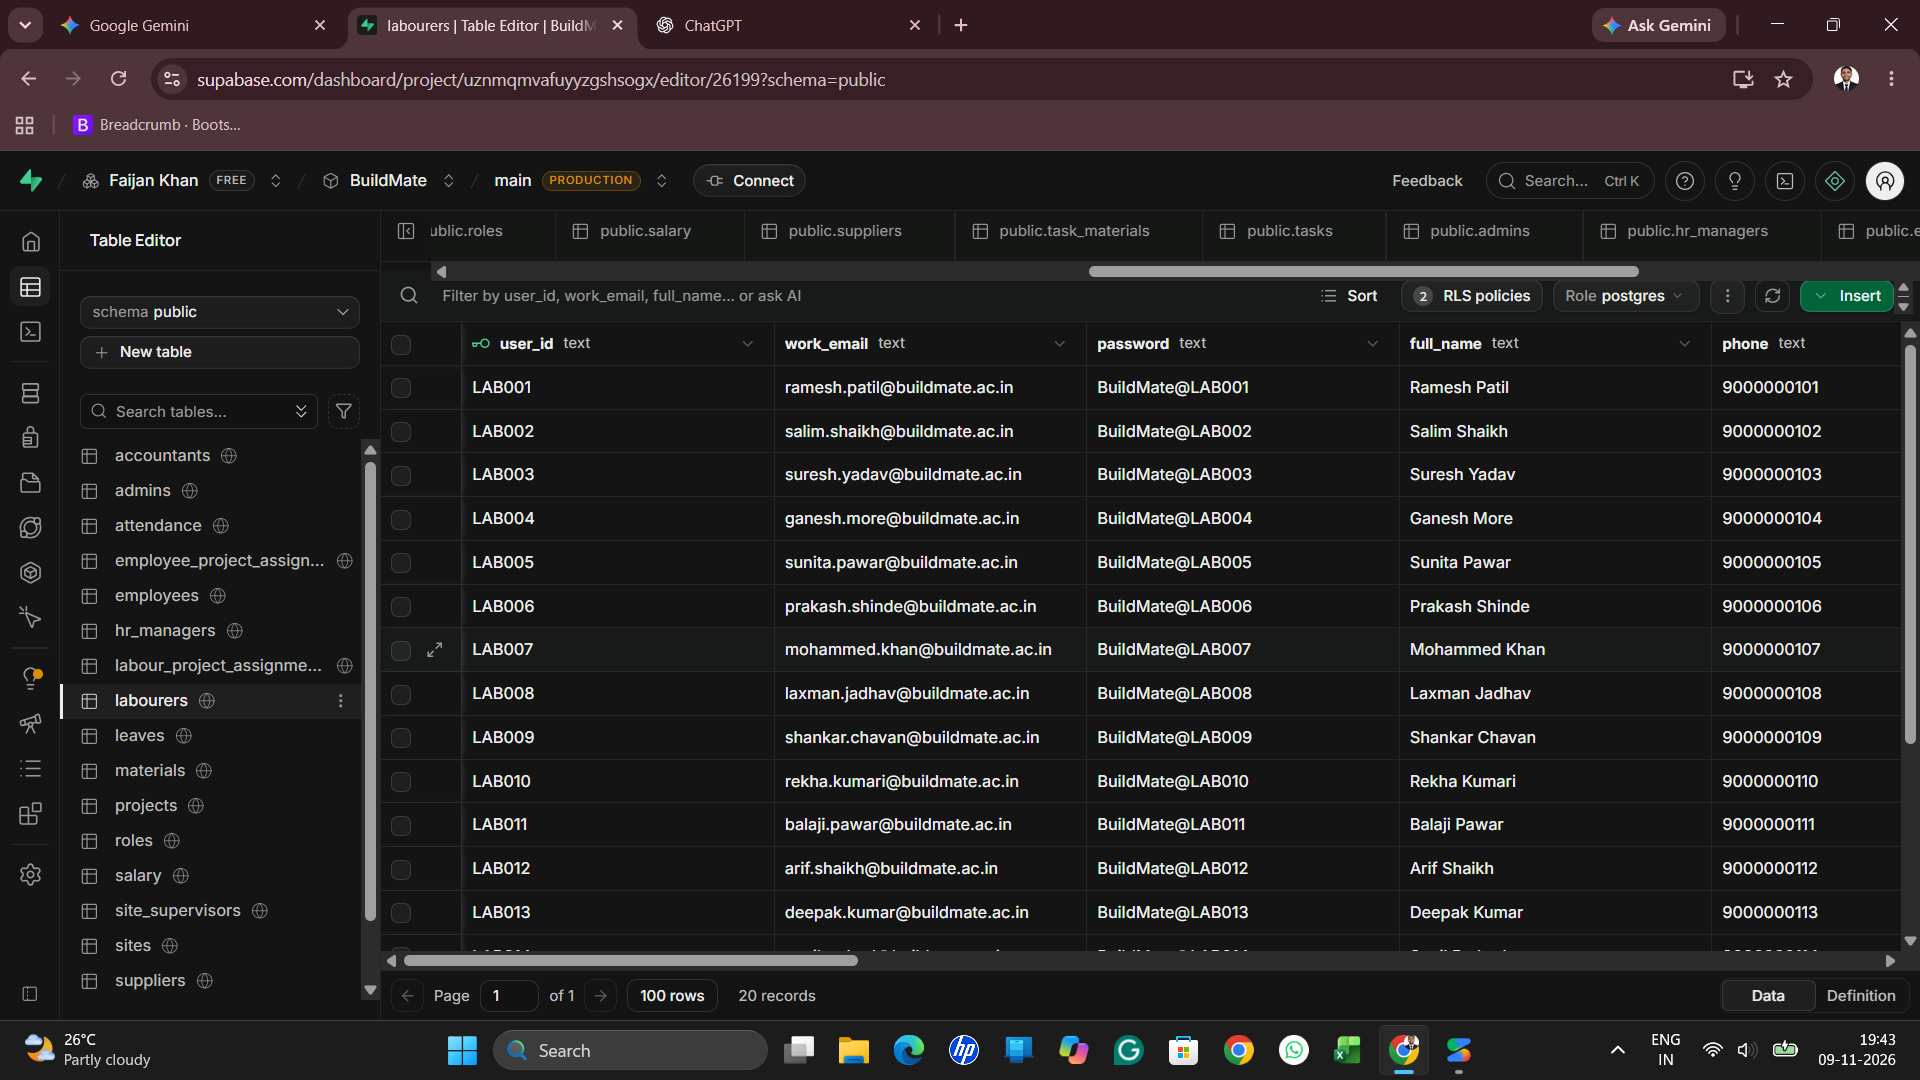 Google Gemini
labourers | Table Editor | BuildM
ChatGPT
Ask Gemini
supabase.com/dashboard/project/uznmqmvafuyyzgshsogx/editor/26199?schema=public
B Breadcrumb · Boots...
Faijan Khan FREE / BuildMate / main PRODUCTION Connect
Feedback Search... Ctrl K
Table Editor
ublic.roles public.salary public.suppliers public.task_materials public.tasks public.admins public.hr_managers public.e
schema public
New table
Search tables...
accountants
admins
attendance
employee_project_assign...
employees
hr_managers
labour_project_assignme...
labourers
leaves
materials
projects
roles
salary
site_supervisors
sites
suppliers
Filter by user_id, work_email, full_name... or ask AI
Sort 2 RLS policies Role postgres Insert
user_id text work_email text password text full_name text phone text
LAB001 ramesh.patil@buildmate.ac.in BuildMate@LAB001 Ramesh Patil 9000000101
LAB002 salim.shaikh@buildmate.ac.in BuildMate@LAB002 Salim Shaikh 9000000102
LAB003 suresh.yadav@buildmate.ac.in BuildMate@LAB003 Suresh Yadav 9000000103
LAB004 ganesh.more@buildmate.ac.in BuildMate@LAB004 Ganesh More 9000000104
LAB005 sunita.pawar@buildmate.ac.in BuildMate@LAB005 Sunita Pawar 9000000105
LAB006 prakash.shinde@buildmate.ac.in BuildMate@LAB006 Prakash Shinde 9000000106
LAB007 mohammed.khan@buildmate.ac.in BuildMate@LAB007 Mohammed Khan 9000000107
LAB008 laxman.jadhav@buildmate.ac.in BuildMate@LAB008 Laxman Jadhav 9000000108
LAB009 shankar.chavan@buildmate.ac.in BuildMate@LAB009 Shankar Chavan 9000000109
LAB010 rekha.kumari@buildmate.ac.in BuildMate@LAB010 Rekha Kumari 9000000110
LAB011 balaji.pawar@buildmate.ac.in BuildMate@LAB011 Balaji Pawar 9000000111
LAB012 arif.shaikh@buildmate.ac.in BuildMate@LAB012 Arif Shaikh 9000000112
LAB013 deepak.kumar@buildmate.ac.in BuildMate@LAB013 Deepak Kumar 9000000113
Page 1 of 1 100 rows 20 records
Data Definition
26°C
Partly cloudy
Search
ENG
IN
19:43
09-11-2026